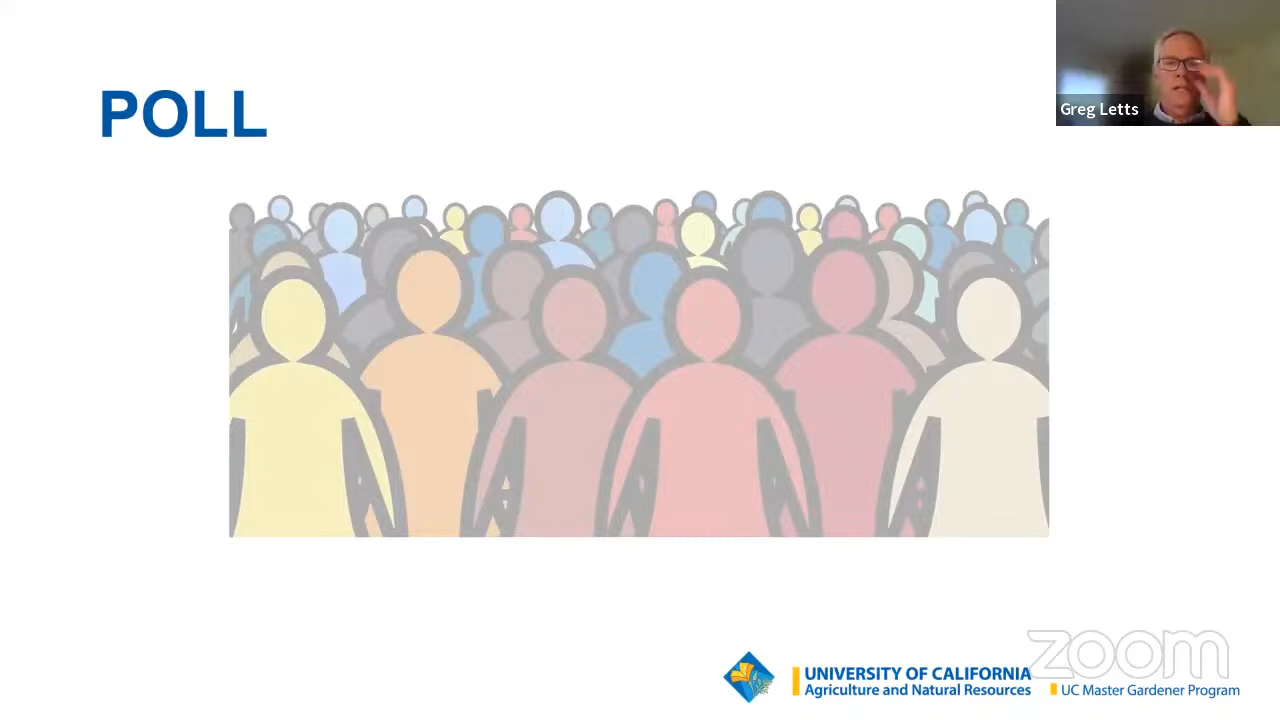 POLL
Greg Letts
zoom
UNIVERSITY OF CALIFORNIA
Agriculture and Natural Resources
UC Master Gardener Program